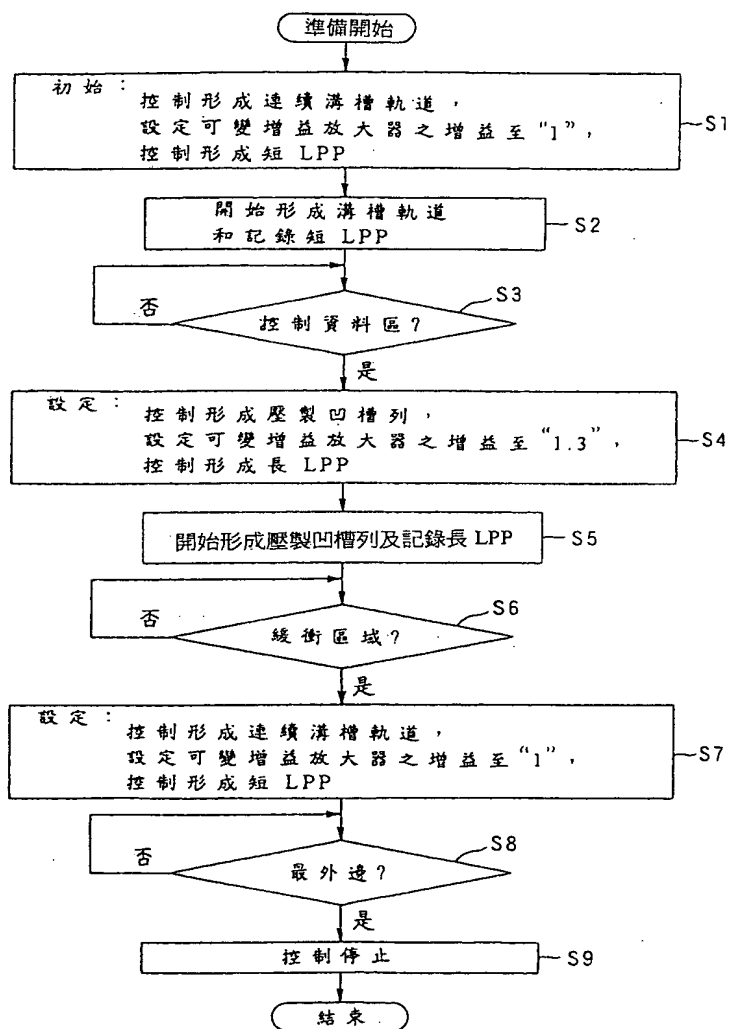 準備開始
初始：
控制形成連續溝槽軌道，
設定可變增益放大器之增益至"1"，
控制形成短 LPP
S1
開始形成溝槽軌道
和記錄短 LPP
S2
S3
否
控制資料區？
是
設定：
控制形成壓製凹槽列，
設定可變增益放大器之增益至"1.3"，
控制形成長 LPP
S4
開始形成壓製凹槽列及記錄長 LPP
S5
S6
否
緩衝區域？
是
設定：
控制形成連續溝槽軌道，
設定可變增益放大器之增益至"1"，
控制形成短 LPP
S7
S8
否
最外邊？
是
控制停止
S9
結束